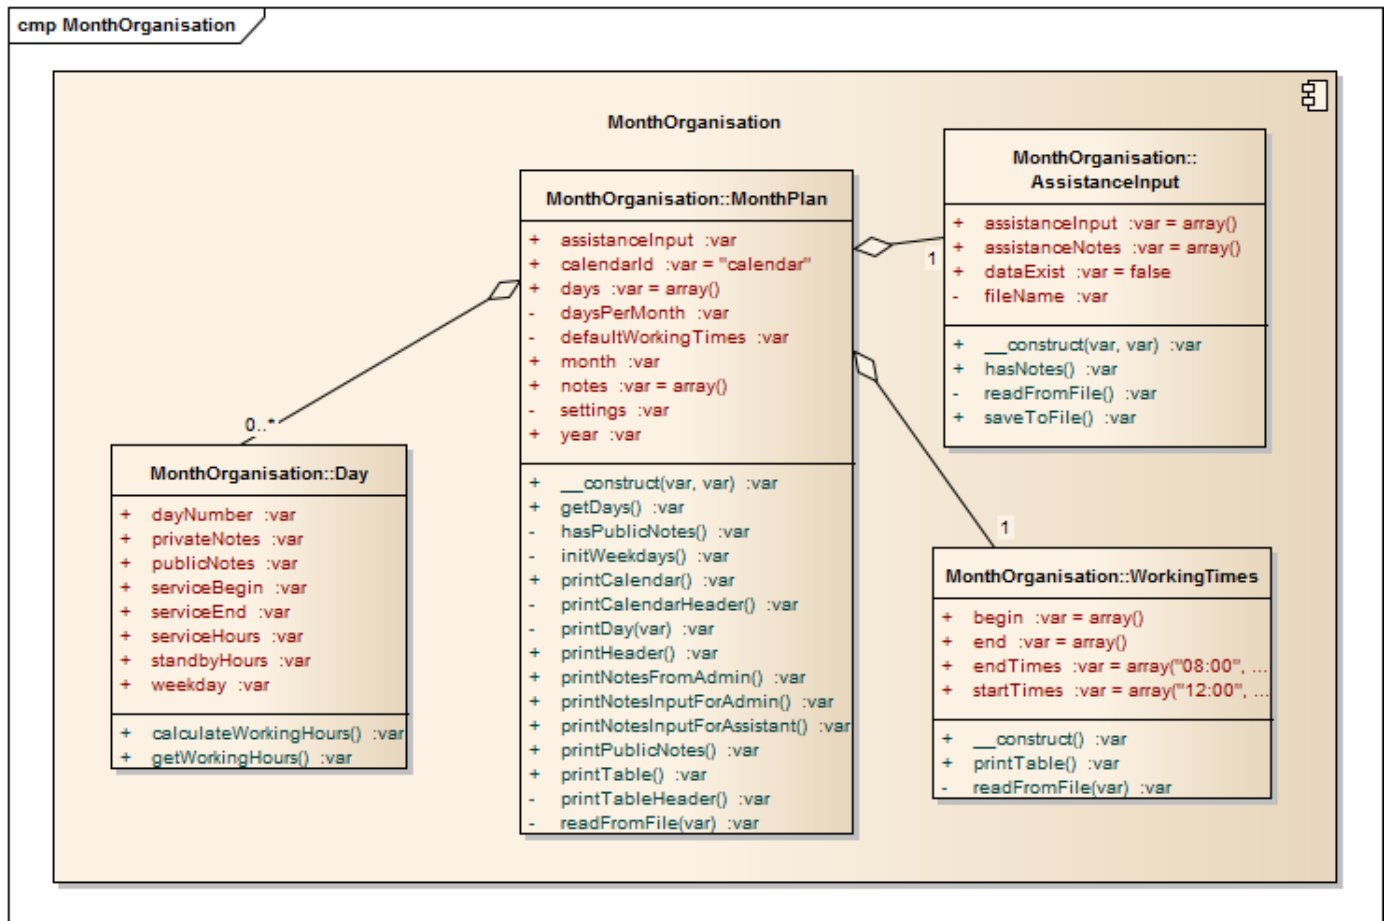 cmp MonthOrganisation
MonthOrganisation
MonthOrganisation::MonthPlan
+ assistanceInput :var
+ calendarId :var = "calendar"
+ days :var = array()
- daysPerMonth :var
- defaultWorkingTimes :var
+ month :var
+ notes :var = array()
- settings :var
+ year :var
+ __construct(var, var) :var
+ getDays() :var
- hasPublicNotes() :var
- initWeekdays() :var
+ printCalendar() :var
- printCalendarHeader() :var
- printDay(var) :var
+ printHeader() :var
+ printNotesFromAdmin() :var
+ printNotesInputForAdmin() :var
+ printNotesInputForAssistant() :var
+ printPublicNotes() :var
+ printTable() :var
- printTableHeader() :var
- readFromFile(var) :var
MonthOrganisation::
AssistanceInput
+ assistanceInput :var = array()
+ assistanceNotes :var = array()
+ dataExist :var = false
- fileName :var
+ __construct(var, var) :var
+ hasNotes() :var
- readFromFile() :var
+ saveToFile() :var
1
0..*
1
MonthOrganisation::Day
+ dayNumber :var
+ privateNotes :var
+ publicNotes :var
+ serviceBegin :var
+ serviceEnd :var
+ serviceHours :var
+ standbyHours :var
+ weekday :var
+ calculateWorkingHours() :var
+ getWorkingHours() :var
MonthOrganisation::WorkingTimes
+ begin :var = array()
+ end :var = array()
+ endTimes :var = array("08:00", ...
+ startTimes :var = array("12:00", ...
+ __construct() :var
+ printTable() :var
- readFromFile(var) :var